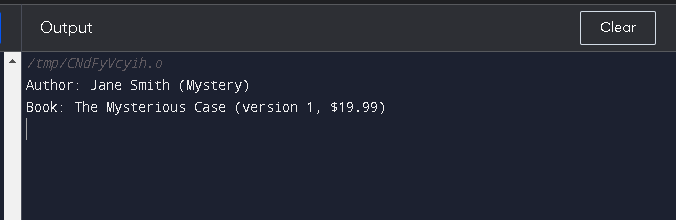 Output
Clear
/tmp/CNdFyVcyih.o
Author: Jane Smith (Mystery)
Book: The Mysterious Case (version 1, $19.99)